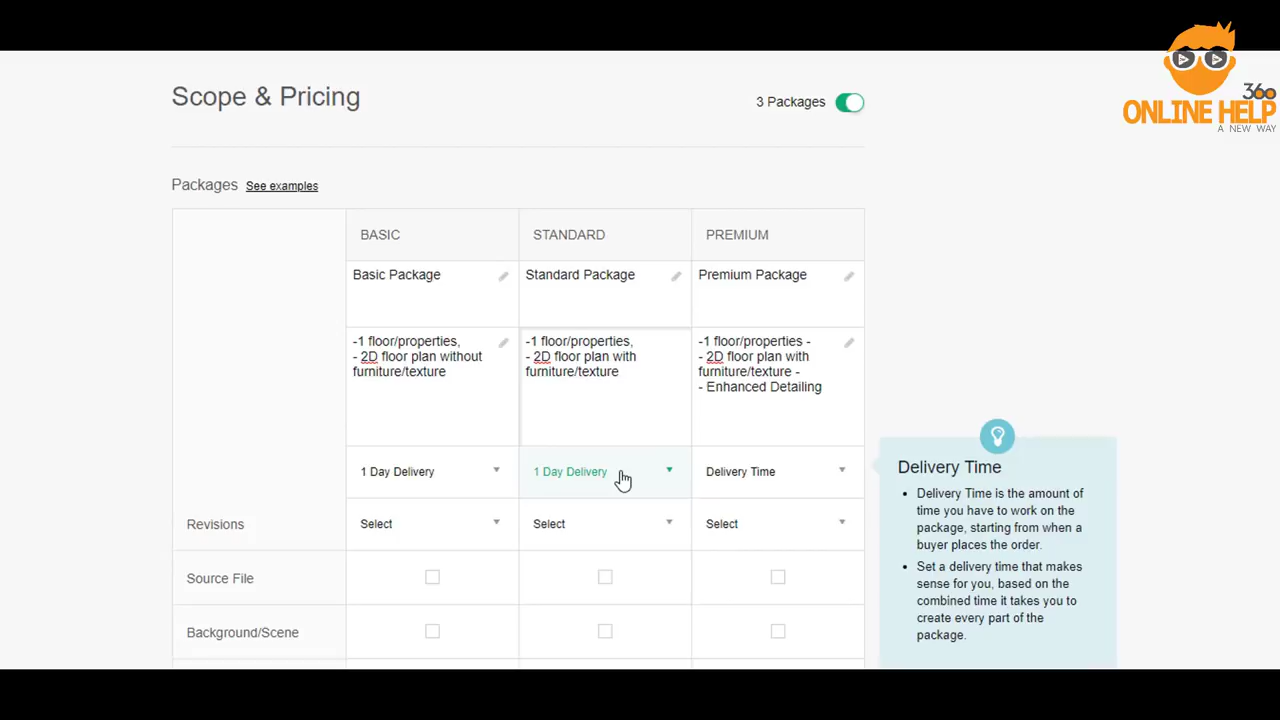 360
ONLINE HELP
A NEW WAY
Scope & Pricing
3 Packages
Packages See examples
BASIC STANDARD PREMIUM
Basic Package Standard Package Premium Package
-1 floor/properties,
- 2D floor plan without
furniture/texture
-1 floor/properties,
- 2D floor plan with
furniture/texture
-1 floor/properties -
- 2D floor plan with
furniture/texture -
- Enhanced Detailing
1 Day Delivery 1 Day Delivery Delivery Time
Revisions Select Select Select
Source File
Background/Scene
Delivery Time
• Delivery Time is the amount of
time you have to work on the
package, starting from when a
buyer places the order.
• Set a delivery time that makes
sense for you, based on the
combined time it takes you to
create every part of the
package.